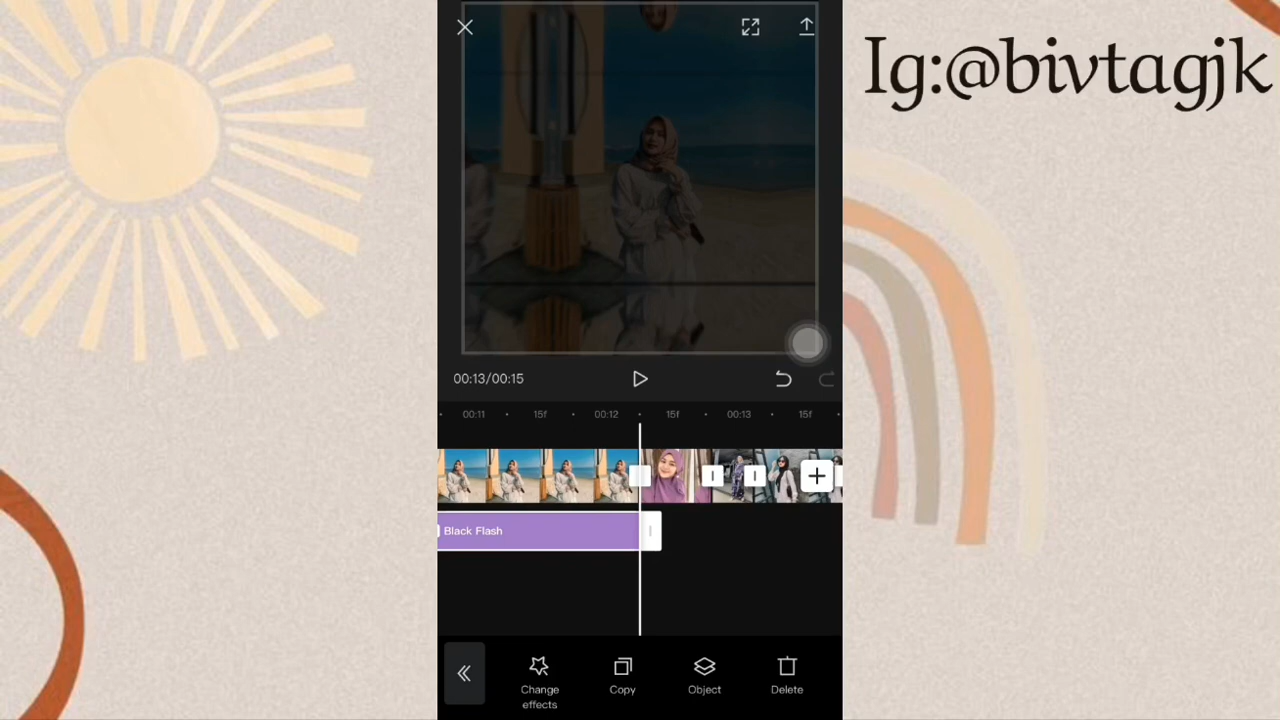 Ig:@bivtagjk
00:13/00:15
00:11 15f 00:12 15f 00:13 15f
Black Flash
Change effects
Copy
Object
Delete